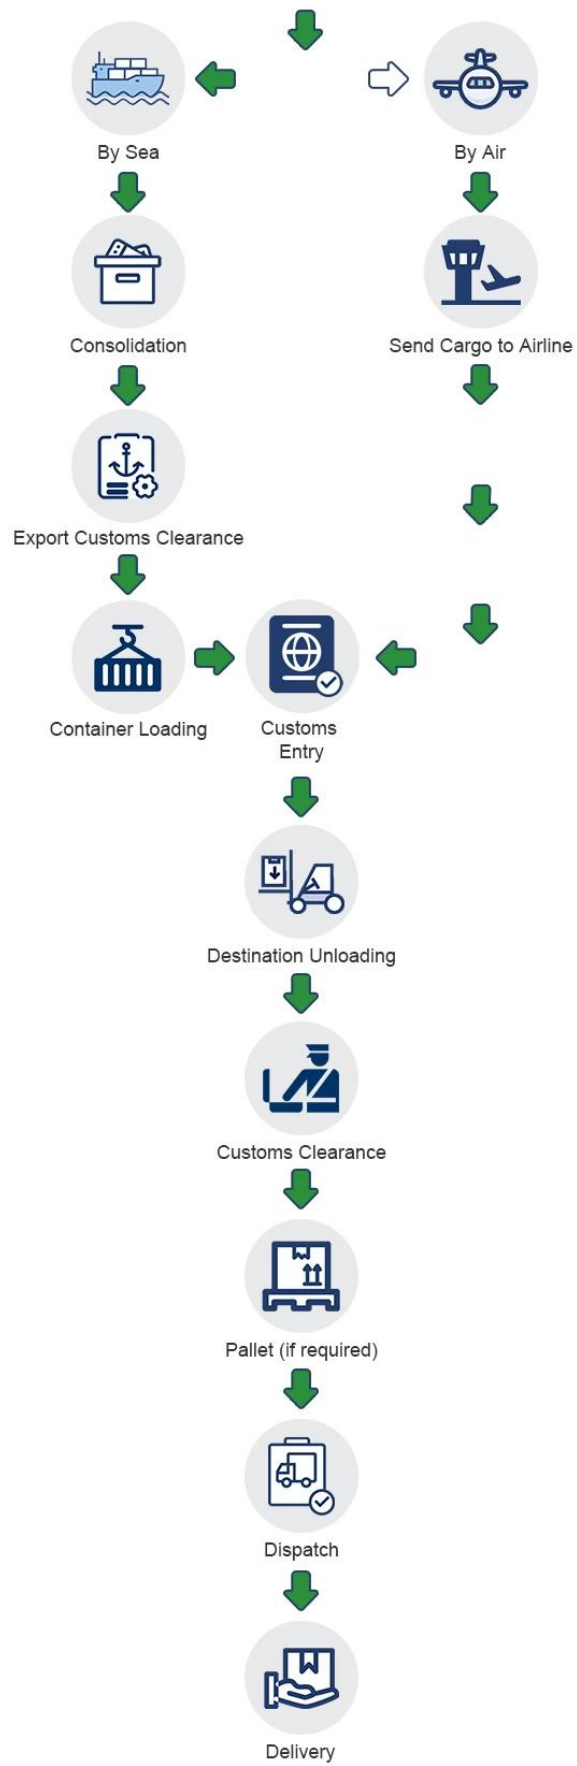 By Sea
By Air
Consolidation
Send Cargo to Airline
Export Customs Clearance
Container Loading
Customs
Entry
Destination Unloading
Customs Clearance
Pallet (if required)
Dispatch
Delivery